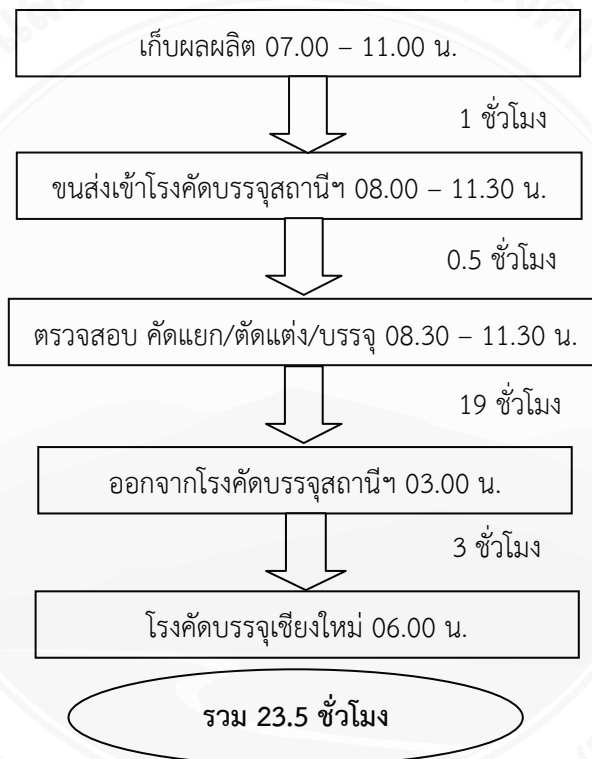 เก็บผลผลิต 07.00 – 11.00 น.
1 ชั่วโมง
ขนส่งเข้าโรงคัดบรรจุสถานีฯ 08.00 – 11.30 น.
0.5 ชั่วโมง
ตรวจสอบ คัดแยก/ตัดแต่ง/บรรจุ 08.30 – 11.30 น.
19 ชั่วโมง
ออกจากโรงคัดบรรจุสถานีฯ 03.00 น.
3 ชั่วโมง
โรงคัดบรรจุเชียงใหม่ 06.00 น.
รวม 23.5 ชั่วโมง